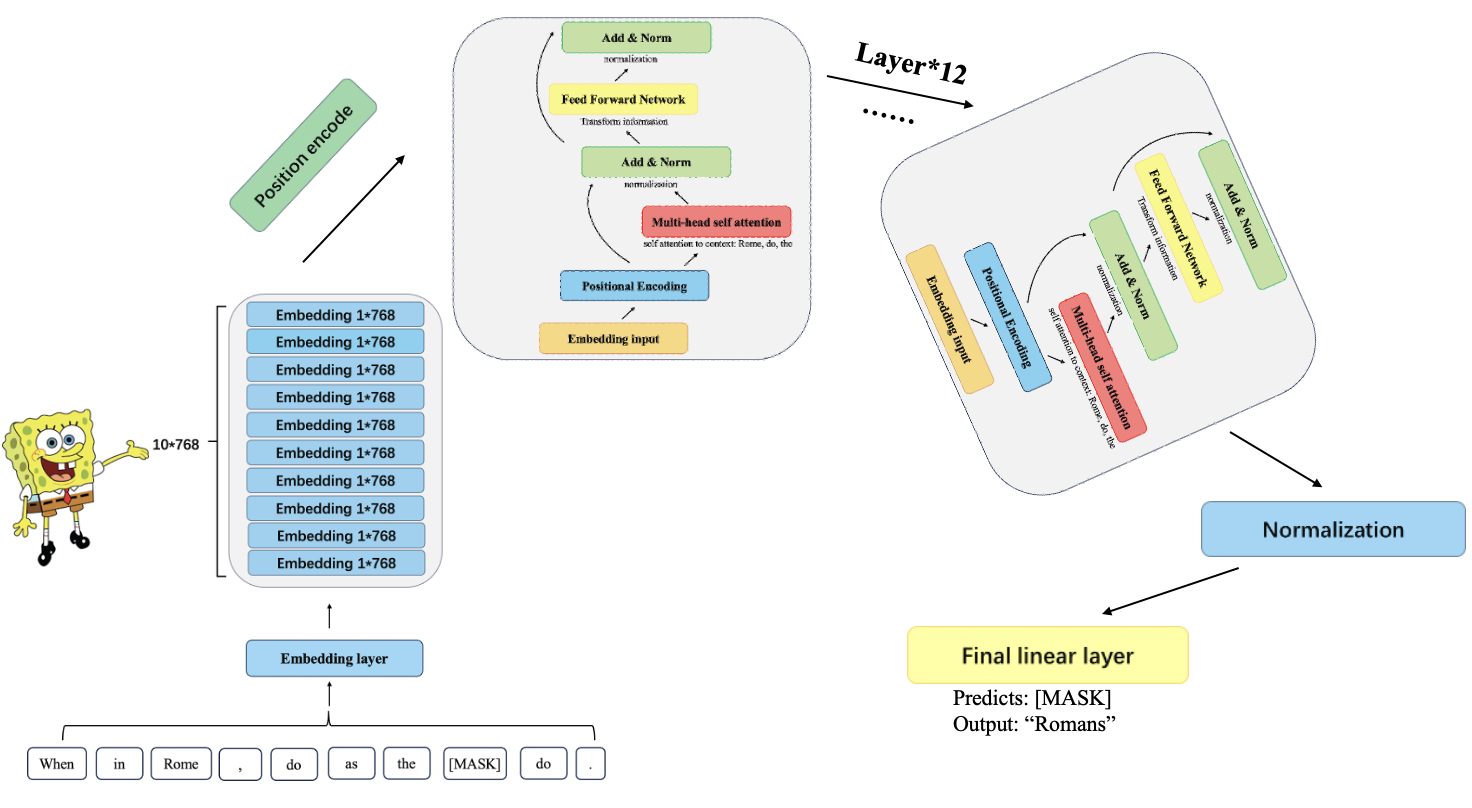 Add & Norm
normalization
Feed Forward Network
Transform information
Add & Norm
normalization
Multi-head self attention
self attention to context: Rome, do, the
Positional Encoding
Embedding input
Layer*12
......
Position encode
Embedding input
Positional Encoding
Multi-head self attention
self attention to context: Rome, do, the
Add & Norm
normalization
Feed Forward Network
Transform information
Add & Norm
normalization
10*768
Embedding 1*768
Embedding 1*768
Embedding 1*768
Embedding 1*768
Embedding 1*768
Embedding 1*768
Embedding 1*768
Embedding 1*768
Embedding 1*768
Embedding 1*768
Embedding layer
When in Rome , do as the [MASK] do .
Normalization
Final linear layer
Predicts: [MASK]
Output: “Romans”